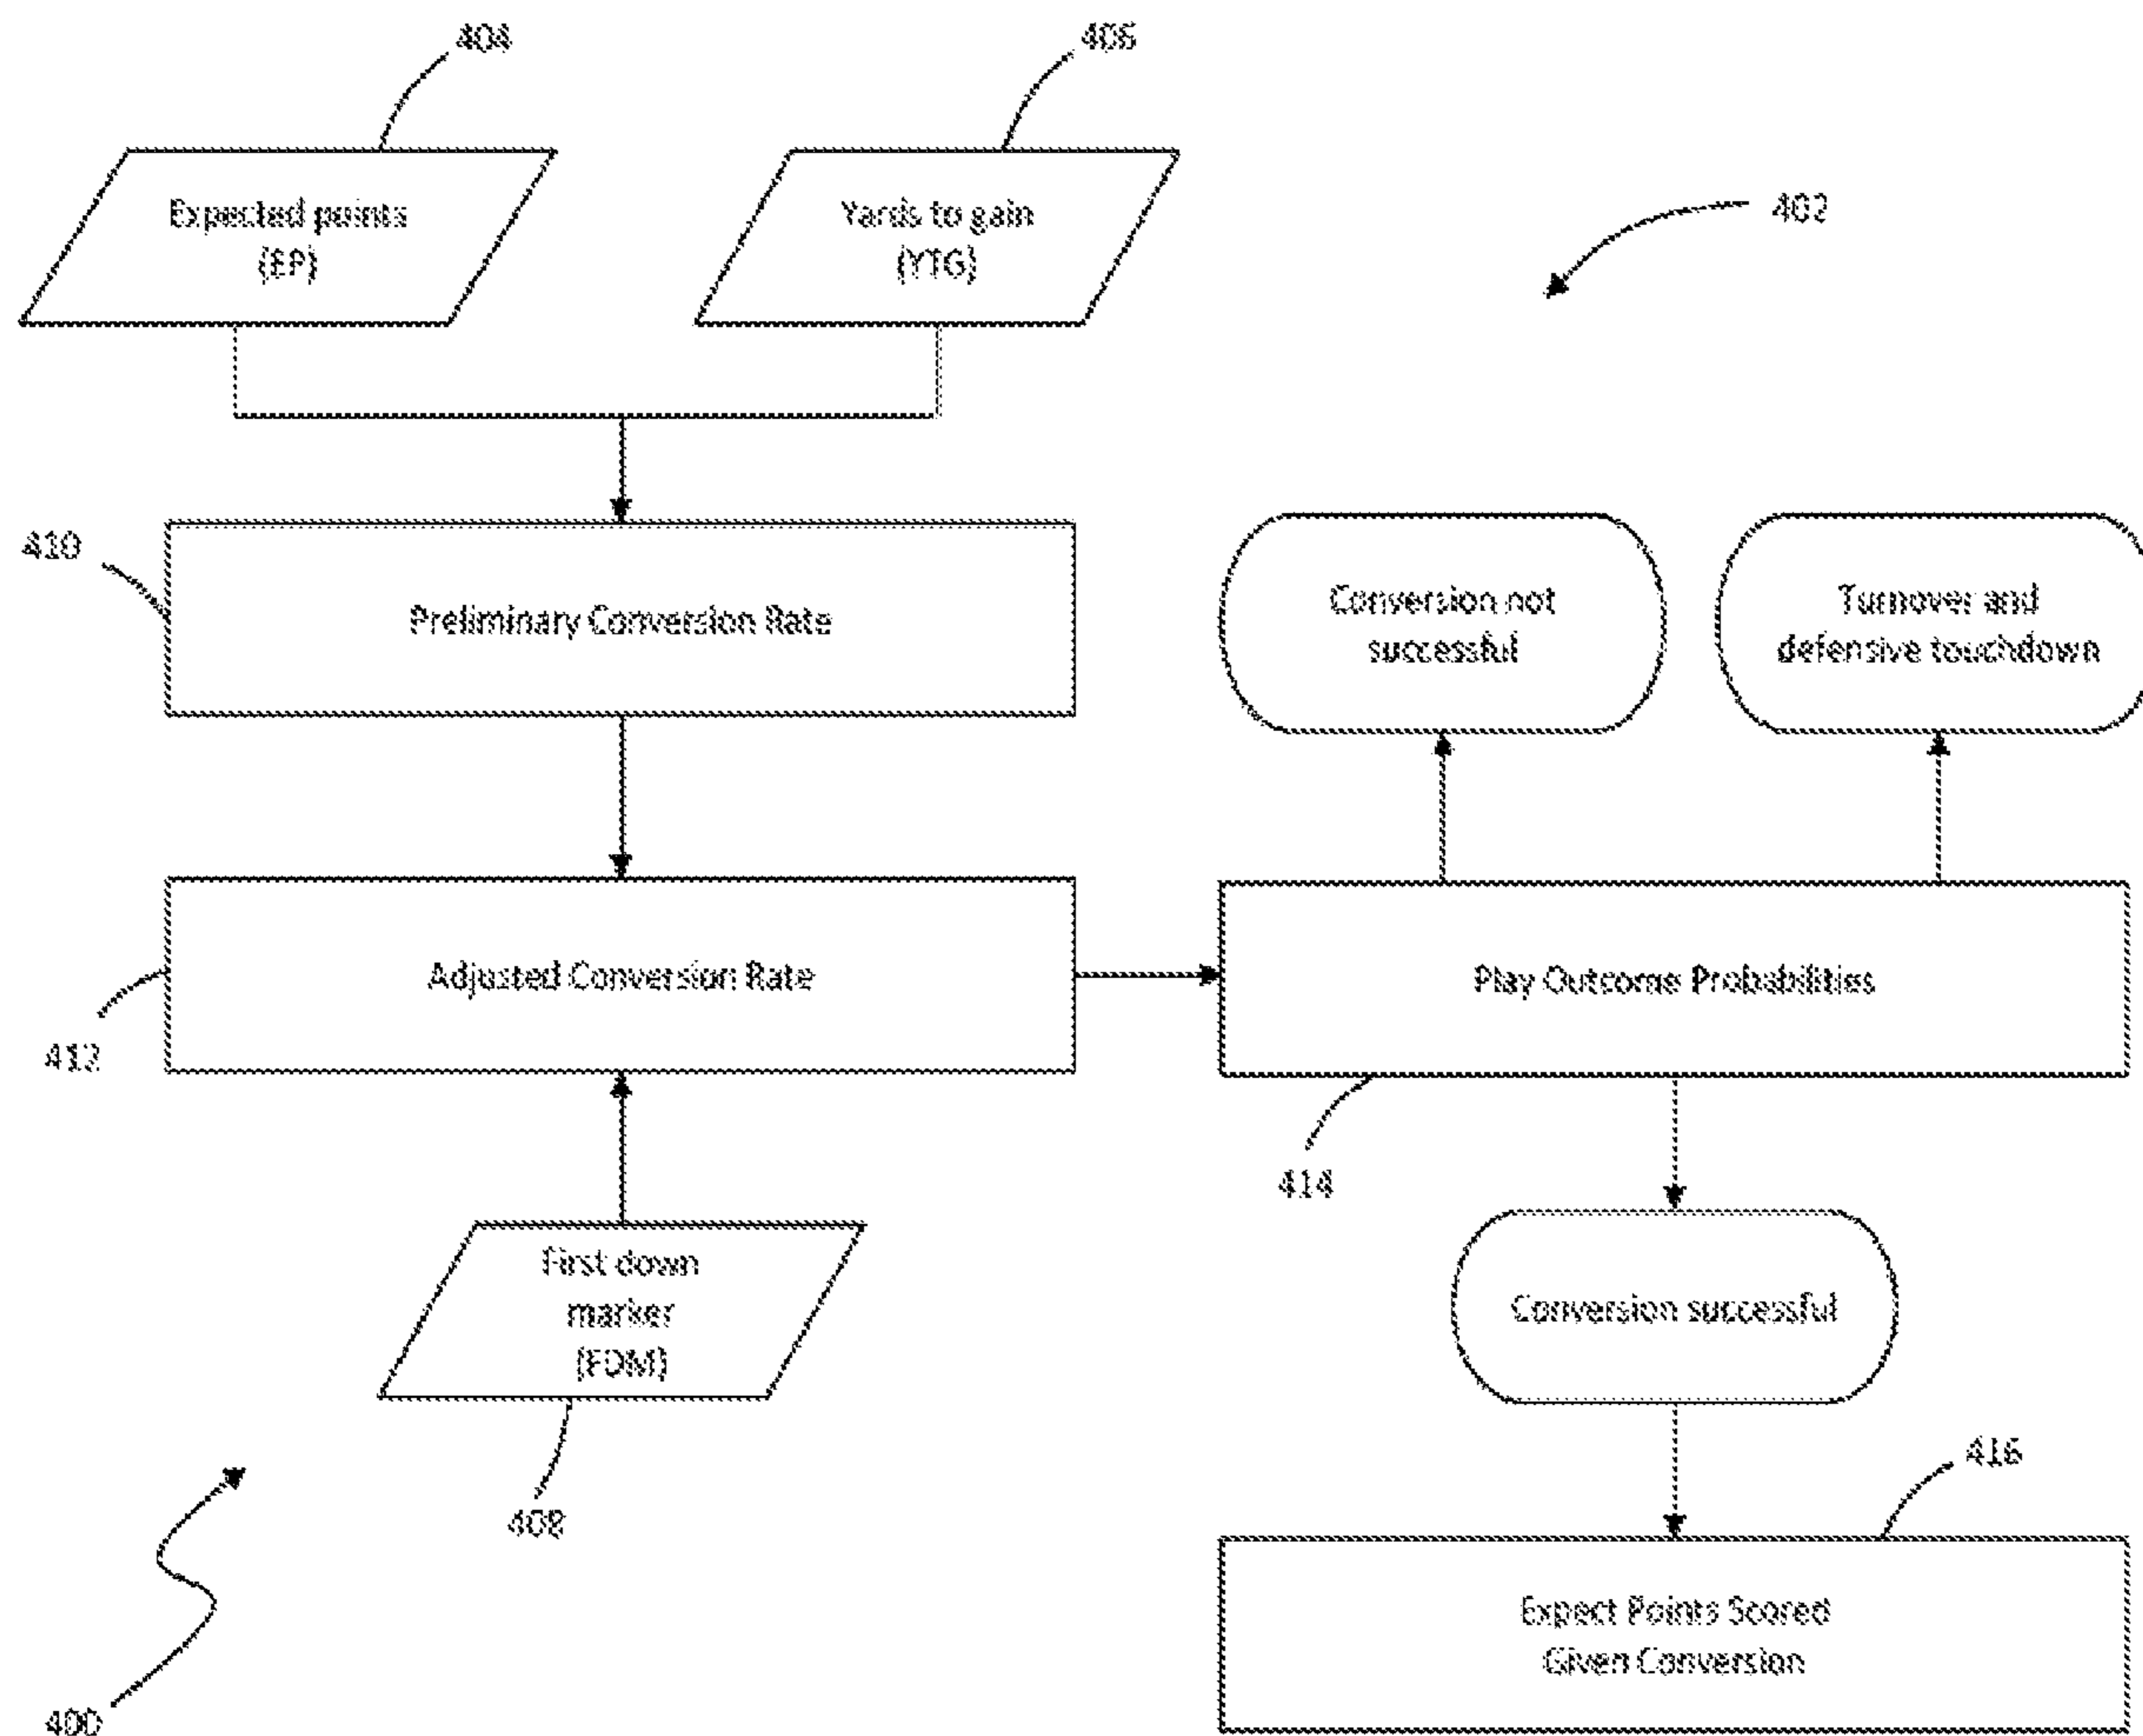 404
406
Expected points
(EP)
Yards to gain
(YTG)
402
410
Preliminary Conversion Rate
Conversion not
successful
Turnover and
defensive touchdown
Adjusted Conversion Rate
Play Outcome Probabilities
412
414
First down
marker
(FDM)
Conversion successful
408
416
Expect Points Scored
Given Conversion
400